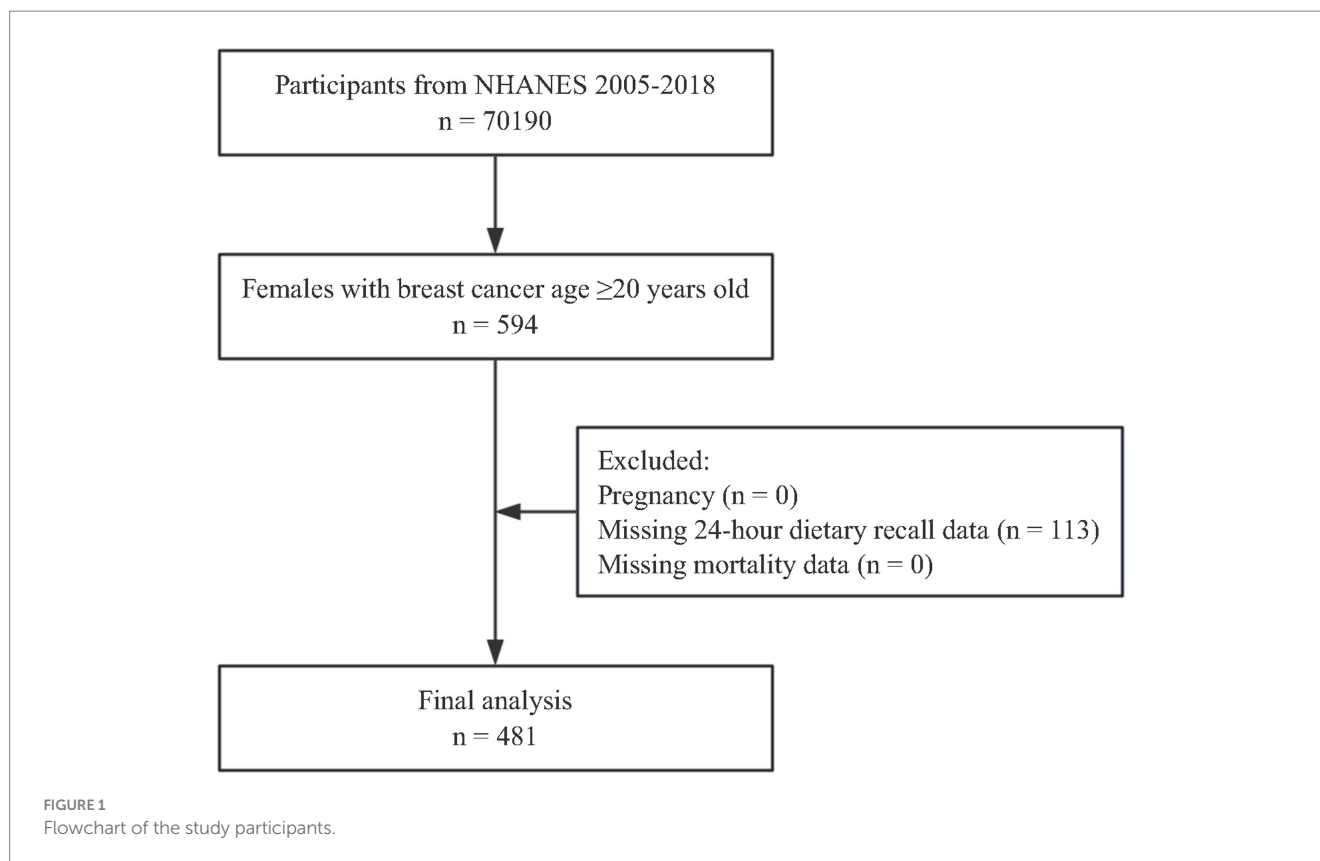 Participants from NHANES 2005-2018
n = 70190
Females with breast cancer age ≥20 years old
n = 594
Excluded:
Pregnancy (n = 0)
Missing 24-hour dietary recall data (n = 113)
Missing mortality data (n = 0)
Final analysis
n = 481
FIGURE 1
Flowchart of the study participants.